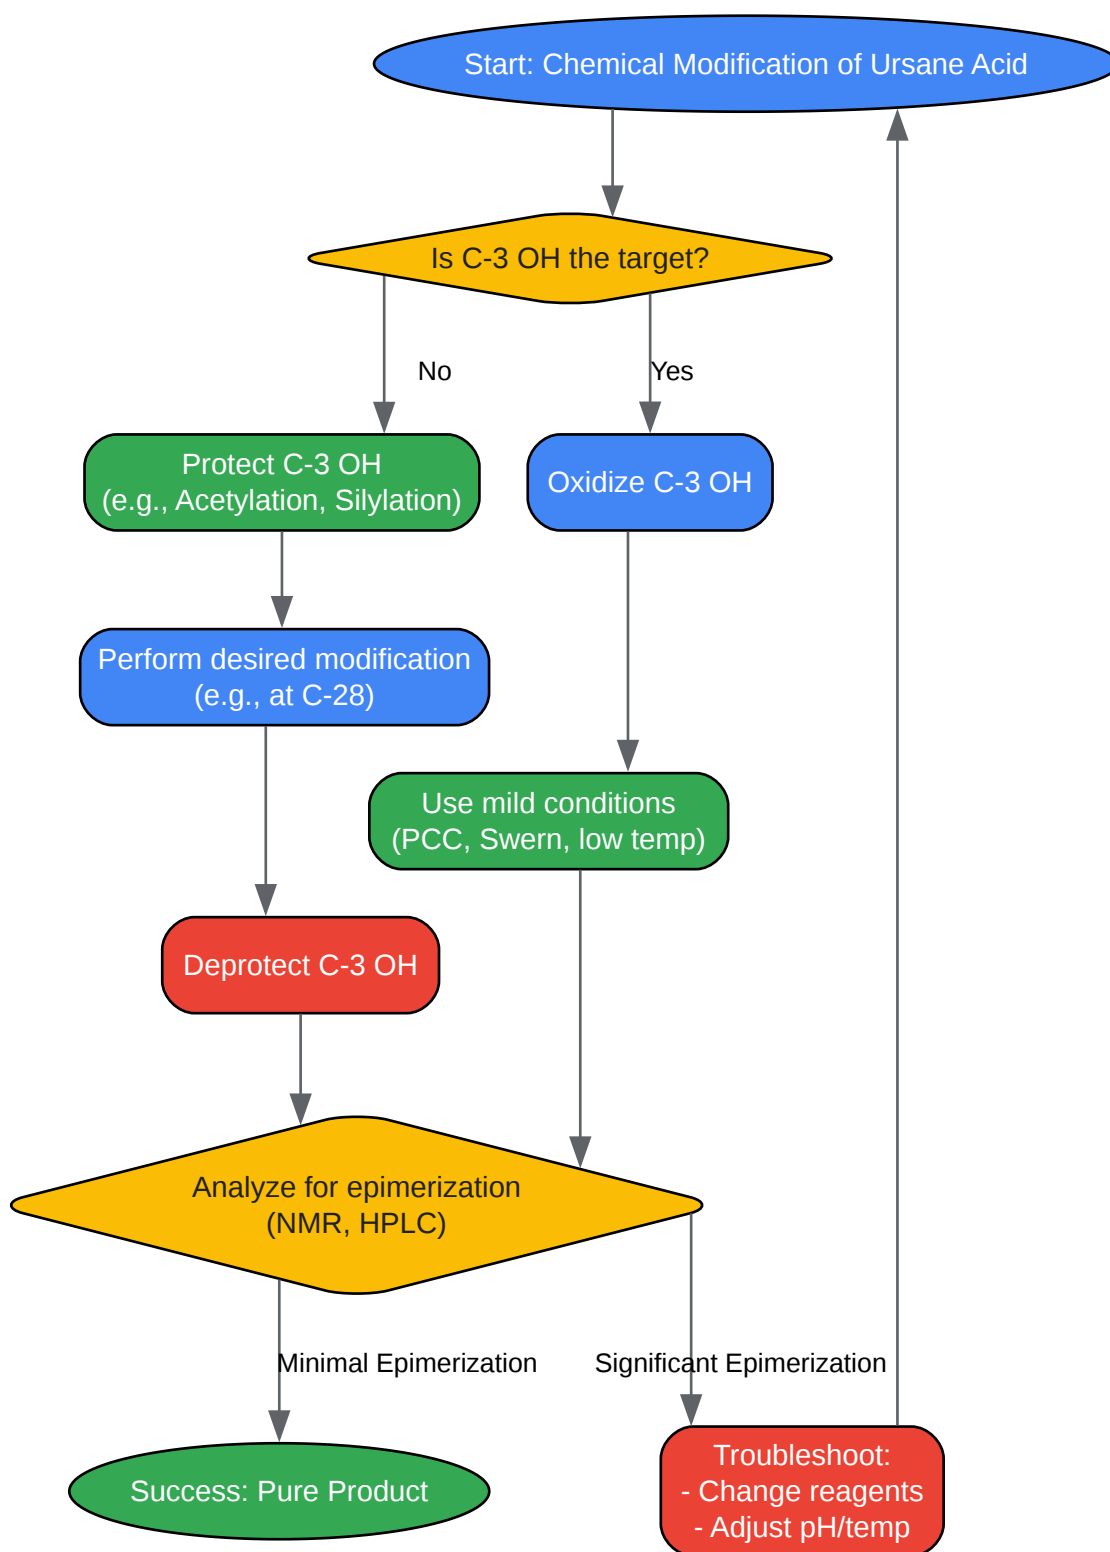 Start: Chemical Modification of Ursane Acid
Is C-3 OH the target?
No
Yes
Protect C-3 OH
(e.g., Acetylation, Silylation)
Oxidize C-3 OH
Perform desired modification
(e.g., at C-28)
Use mild conditions
(PCC, Swern, low temp)
Deprotect C-3 OH
Analyze for epimerization
(NMR, HPLC)
Minimal Epimerization
Significant Epimerization
Success: Pure Product
Troubleshoot:
- Change reagents
- Adjust pH/temp